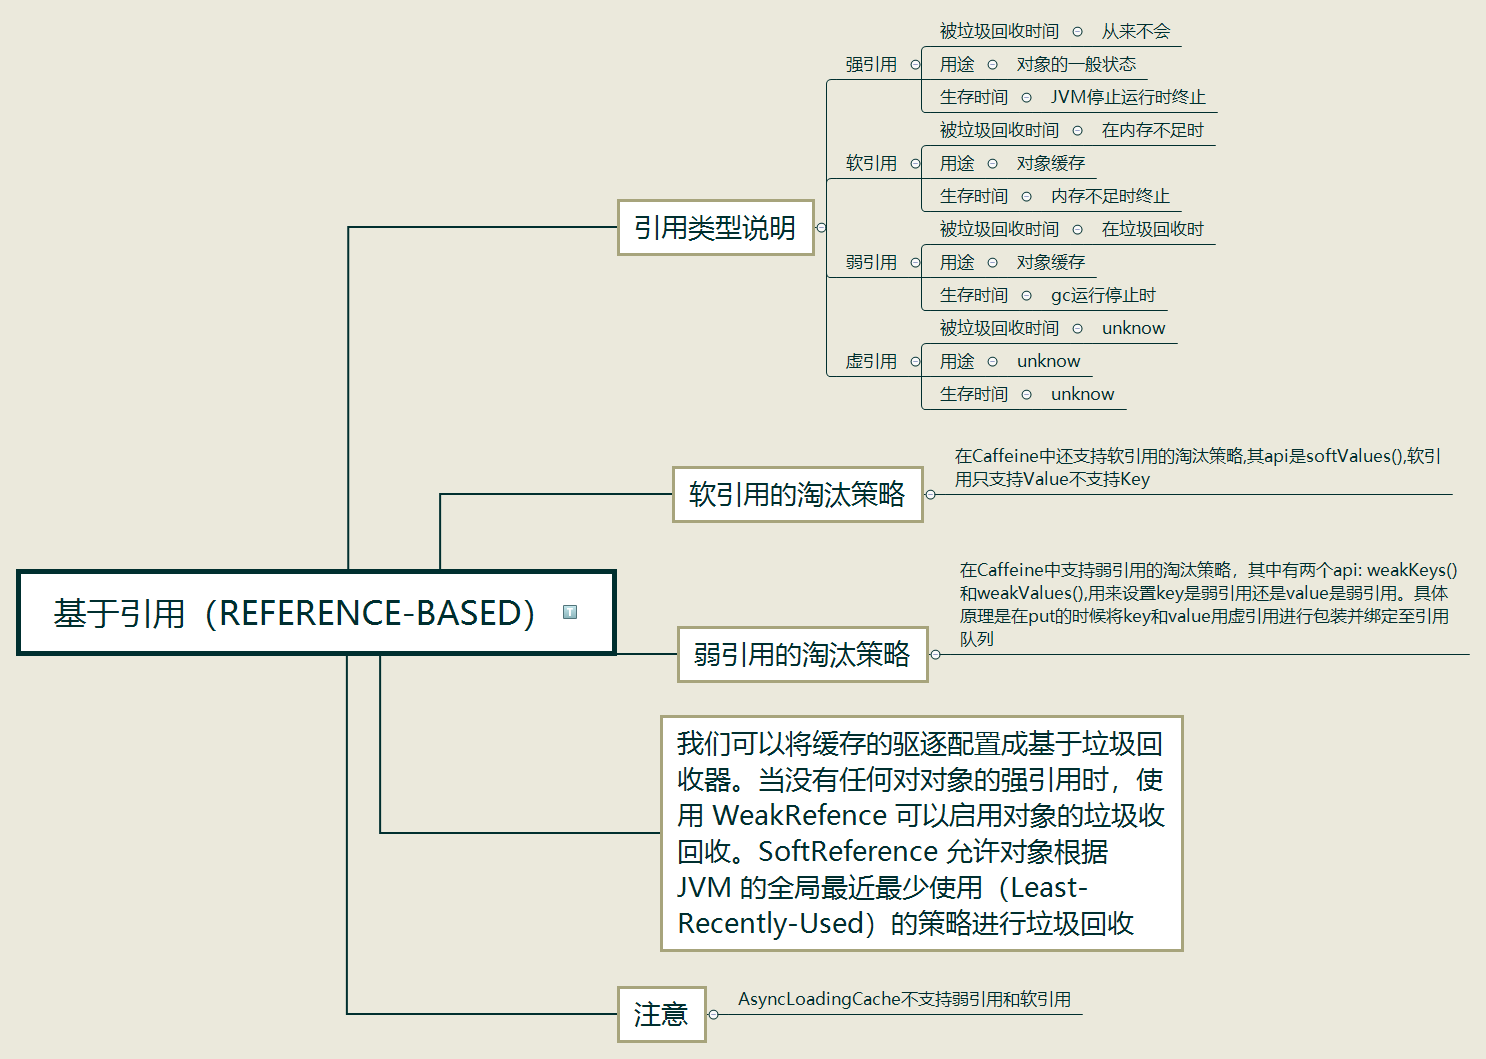 基于引用（REFERENCE-BASED）
引用类型说明
强引用
被垃圾回收时间 从来不会
用途 对象的一般状态
生存时间 JVM停止运行时终止
软引用
被垃圾回收时间 在内存不足时
用途 对象缓存
生存时间 内存不足时终止
弱引用
被垃圾回收时间 在垃圾回收时
用途 对象缓存
生存时间 gc运行停止时
虚引用
被垃圾回收时间 unknow
用途 unknow
生存时间 unknow
软引用的淘汰策略
在Caffeine中还支持软引用的淘汰策略,其api是softValues(),软引
用只支持Value不支持Key
弱引用的淘汰策略
在Caffeine中支持弱引用的淘汰策略，其中有两个api: weakKeys()
和weakValues(),用来设置key是弱引用还是value是弱引用。具体
原理是在put的时候将key和value用虚引用进行包装并绑定至引用
队列
我们可以将缓存的驱逐配置成基于垃圾回
收器。当没有任何对对象的强引用时，使
用 WeakRefence 可以启用对象的垃圾收
回收。SoftReference 允许对象根据
JVM 的全局最近最少使用（Least-
Recently-Used）的策略进行垃圾回收
注意
AsyncLoadingCache不支持弱引用和软引用